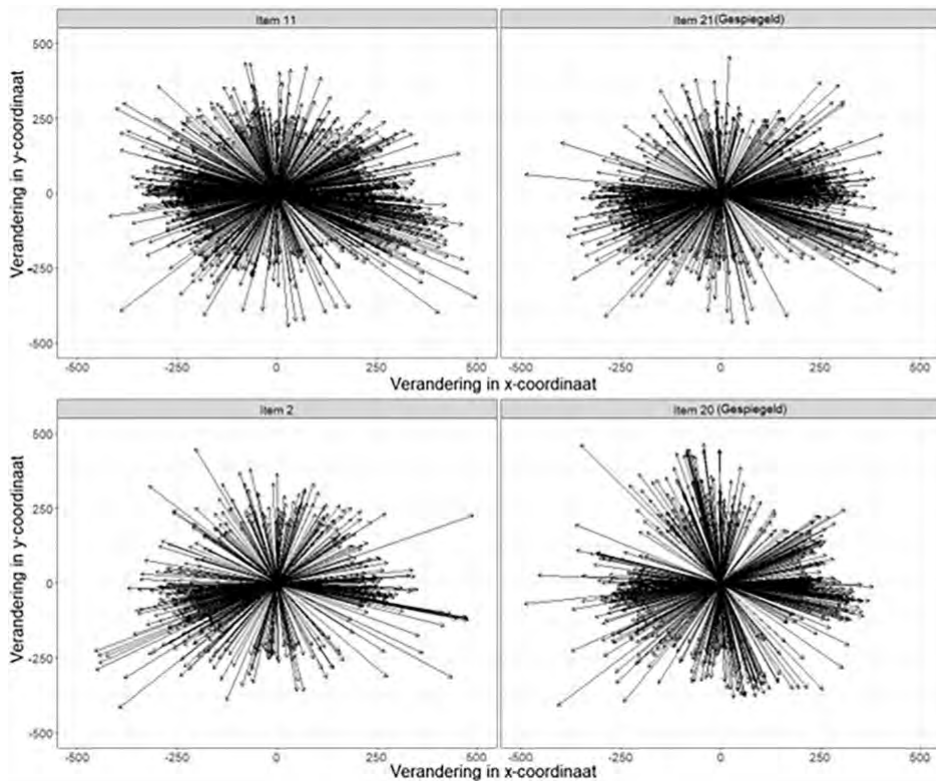 Item 11
Item 21 (Gespiegeld)
Verandering in y-coordinaat
500
250
0
-250
-500
-500 -250 0 250 500
-500 -250 0 250 500
Verandering in x-coordinaat
Item 2
Item 20 (Gespiegeld)
Verandering in y-coordinaat
500
250
0
-250
-500
-500 -250 0 250 500
-500 -250 0 250 500
Verandering in x-coordinaat